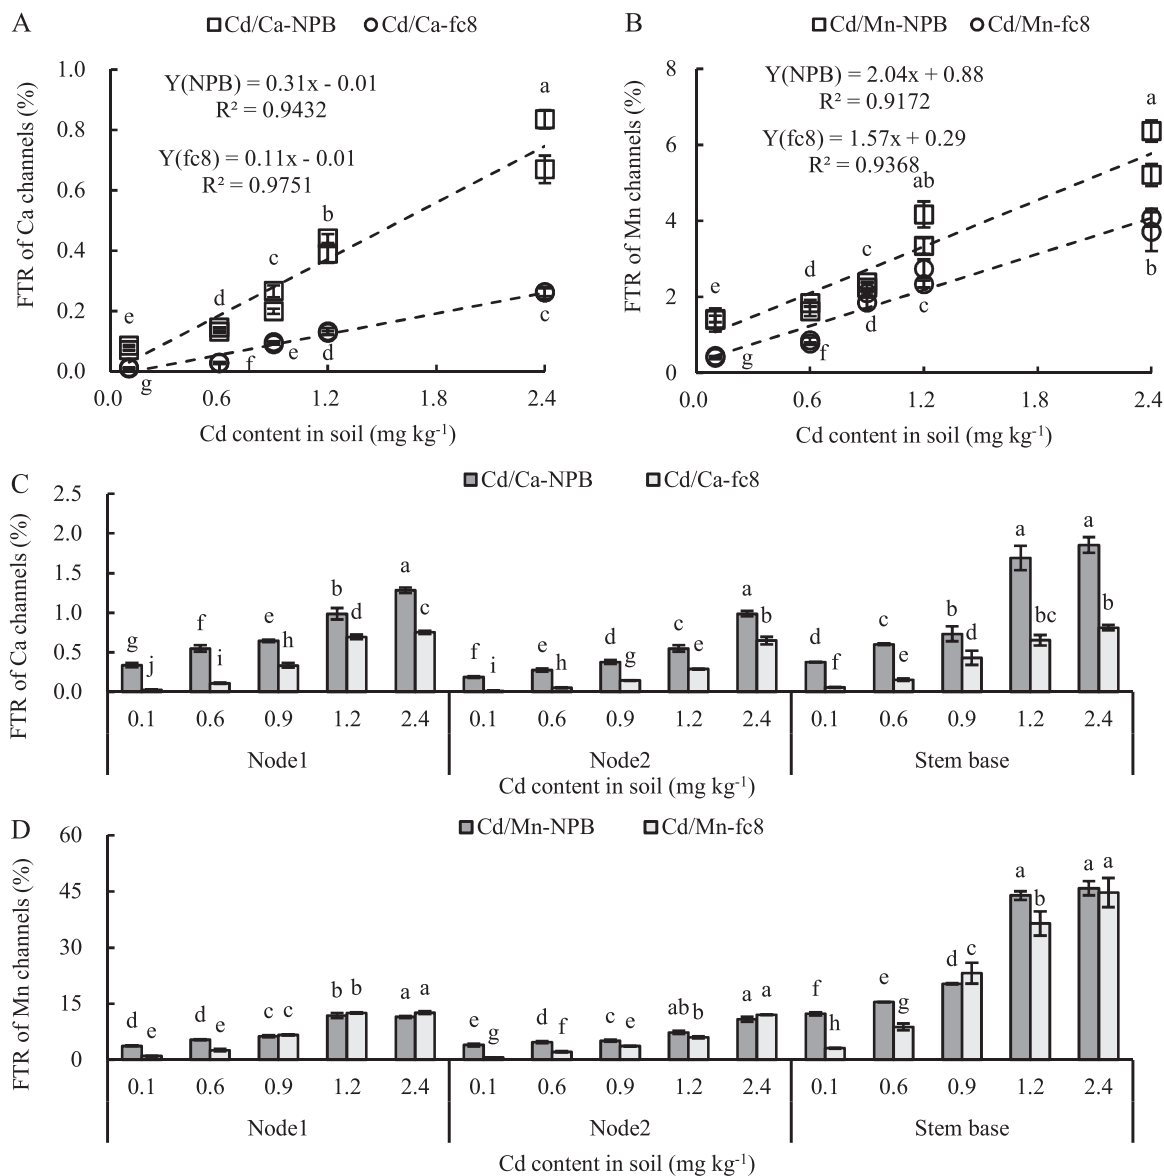 A
Cd/Ca-NPB Cd/Ca-fc8
FTR of Ca channels (%)
1.0
0.8
0.6
0.4
0.2
0.0
Y(NPB) = 0.31x - 0.01
R² = 0.9432
Y(fc8) = 0.11x - 0.01
R² = 0.9751
a
b
c
d
e
g f e d c
0.0 0.6 1.2 1.8 2.4
Cd content in soil (mg kg⁻¹)
B
Cd/Mn-NPB Cd/Mn-fc8
FTR of Mn channels (%)
8
6
4
2
0
Y(NPB) = 2.04x + 0.88
R² = 0.9172
Y(fc8) = 1.57x + 0.29
R² = 0.9368
a
ab
c
d
e
g f d c b
0.0 0.6 1.2 1.8 2.4
Cd content in soil (mg kg⁻¹)
C
Cd/Ca-NPB Cd/Ca-fc8
FTR of Ca channels (%)
2.5
2.0
1.5
1.0
0.5
0.0
g j f i e h b d a c f i e h d g c e a b d f c e b d a bc a b
0.1 0.6 0.9 1.2 2.4 0.1 0.6 0.9 1.2 2.4 0.1 0.6 0.9 1.2 2.4
Node1 Node2 Stem base
Cd content in soil (mg kg⁻¹)
D
Cd/Mn-NPB Cd/Mn-fc8
FTR of Mn channels (%)
60
45
30
15
0
d e d e c c b b a a e g d f c e ab b a a f h e g d c a b a a
0.1 0.6 0.9 1.2 2.4 0.1 0.6 0.9 1.2 2.4 0.1 0.6 0.9 1.2 2.4
Node1 Node2 Stem base
Cd content in soil (mg kg⁻¹)